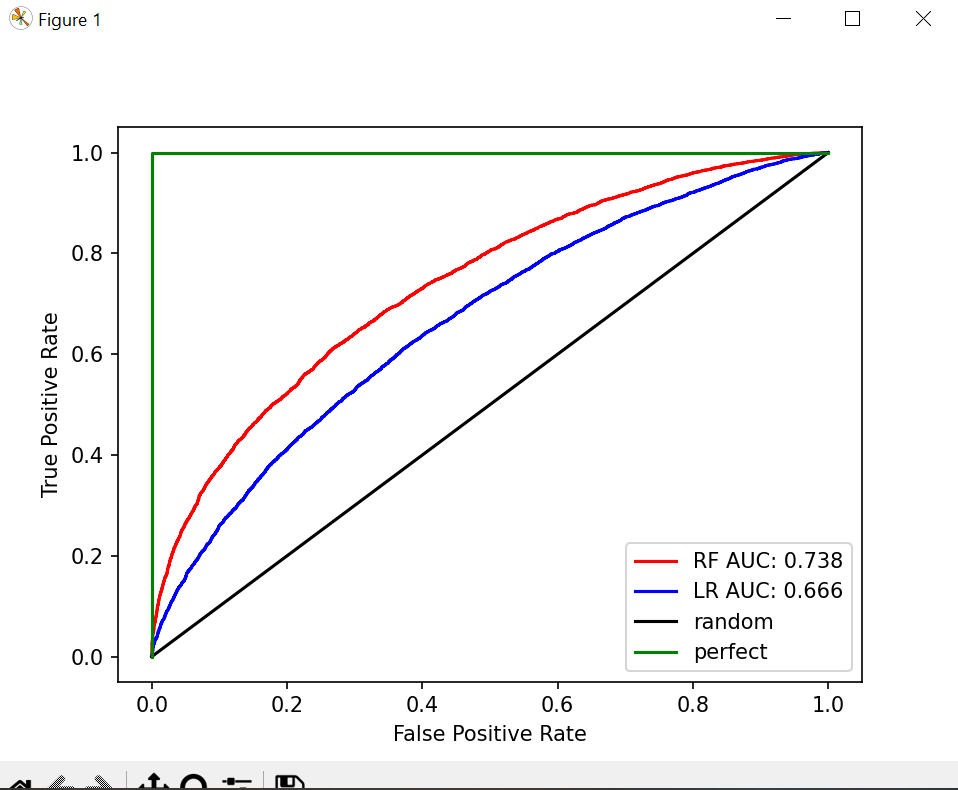 Figure 1
1.0
0.8
0.6
0.4
0.2
0.0
True Positive Rate
RF AUC: 0.738
LR AUC: 0.666
random
perfect
0.0 0.2 0.4 0.6 0.8 1.0
False Positive Rate